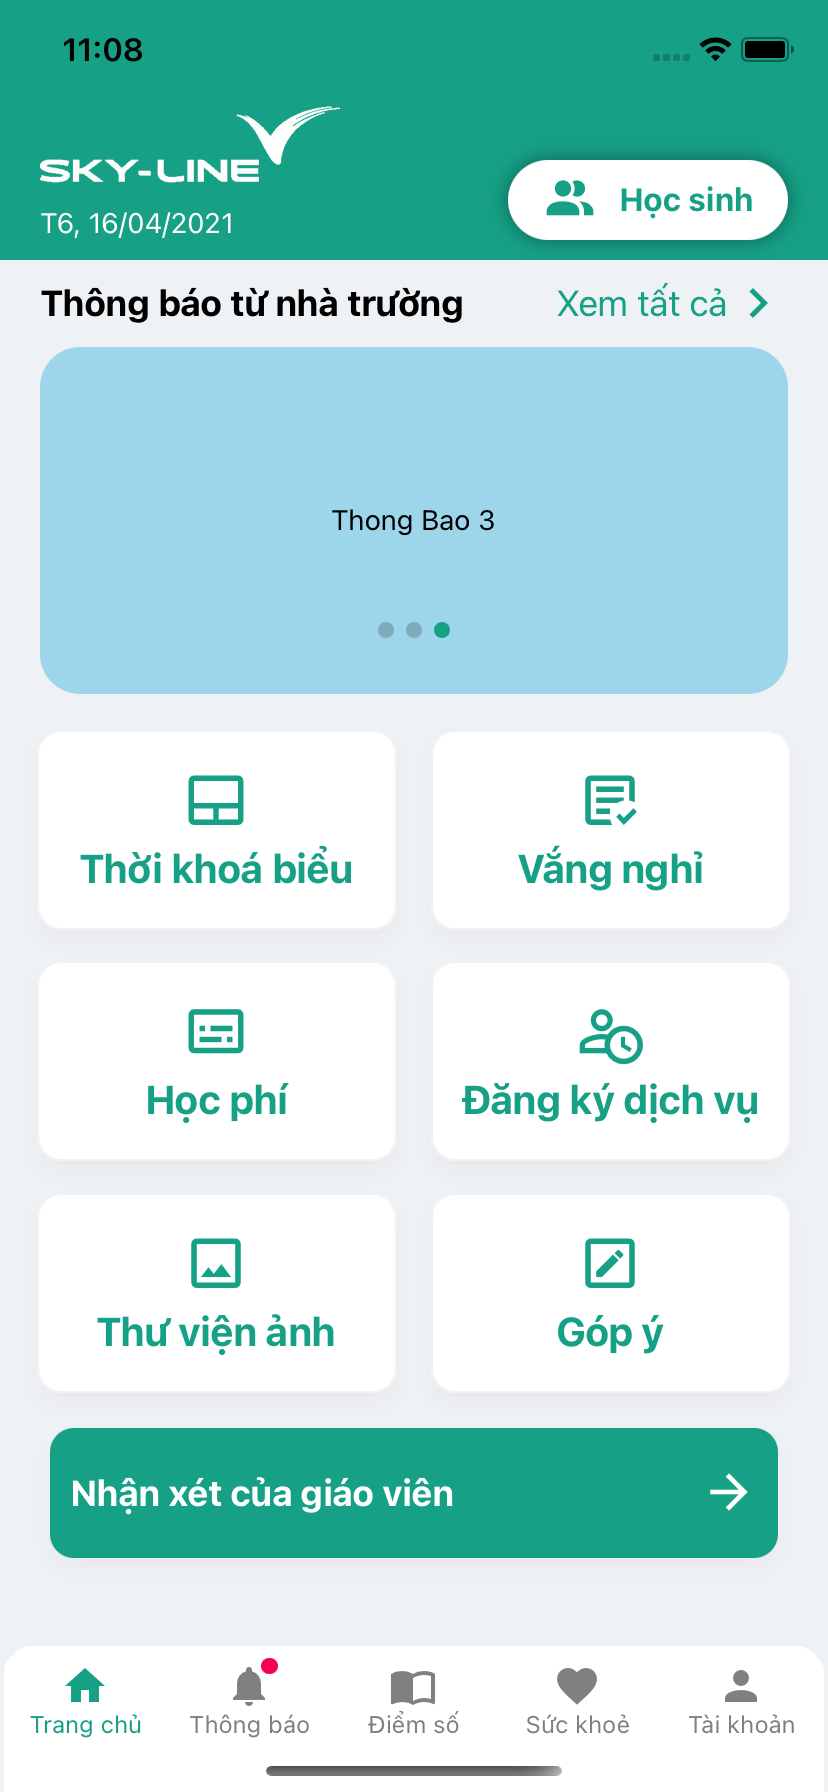 11:08
SKY-LINE
T6, 16/04/2021
Học sinh
Thông báo từ nhà trường
Xem tất cả
Thong Bao 3
Thời khoá biểu
Vắng nghỉ
Học phí
Đăng ký dịch vụ
Thư viện ảnh
Góp ý
Nhận xét của giáo viên
Trang chủ
Thông báo
Điểm số
Sức khoẻ
Tài khoản